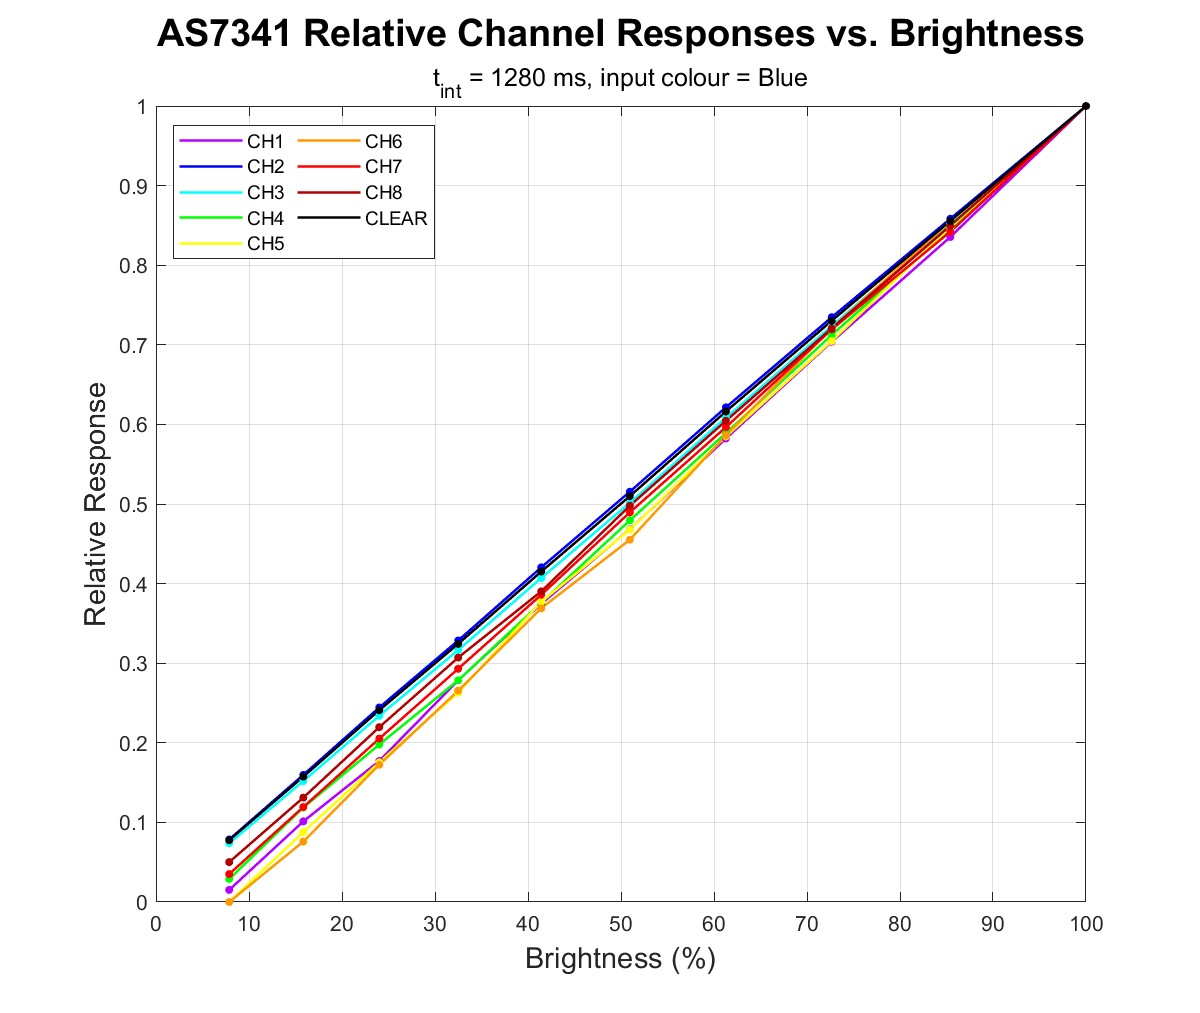 AS7341 Relative Channel Responses vs. Brightness
t_int = 1280 ms, input colour = Blue
1
0.9
0.8
0.7
0.6
0.5
0.4
0.3
0.2
0.1
0
Relative Response
CH1 CH6
CH2 CH7
CH3 CH8
CH4 CLEAR
CH5
0 10 20 30 40 50 60 70 80 90 100
Brightness (%)